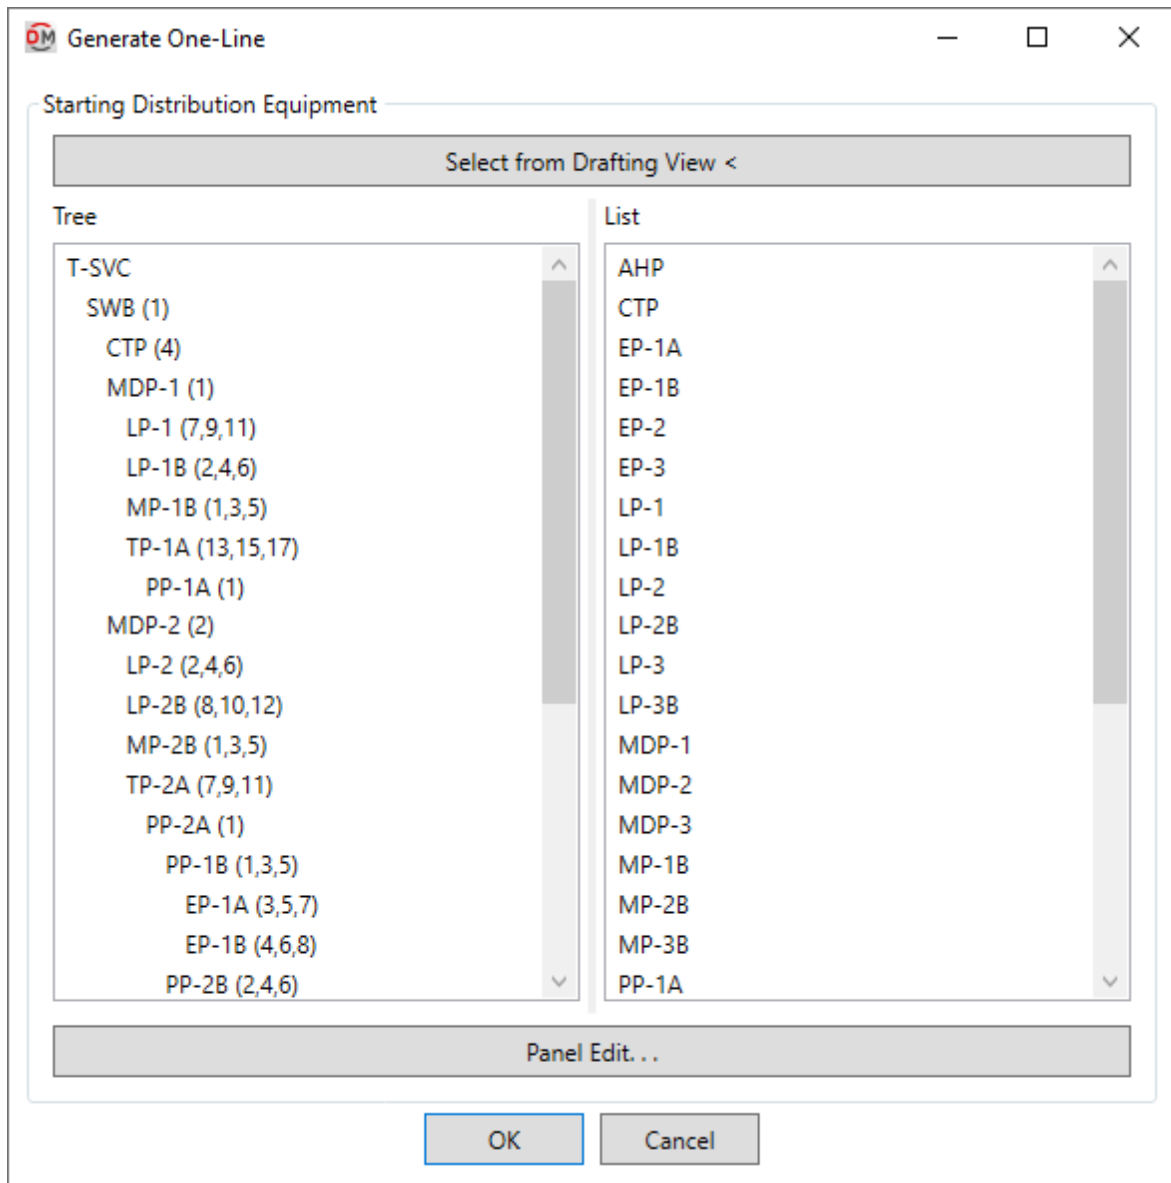 DM Generate One-Line
Starting Distribution Equipment
Select from Drafting View <
Tree
T-SVC
SWB (1)
CTP (4)
MDP-1 (1)
LP-1 (7,9,11)
LP-1B (2,4,6)
MP-1B (1,3,5)
TP-1A (13,15,17)
PP-1A (1)
MDP-2 (2)
LP-2 (2,4,6)
LP-2B (8,10,12)
MP-2B (1,3,5)
TP-2A (7,9,11)
PP-2A (1)
PP-1B (1,3,5)
EP-1A (3,5,7)
EP-1B (4,6,8)
PP-2B (2,4,6)
List
AHP
CTP
EP-1A
EP-1B
EP-2
EP-3
LP-1
LP-1B
LP-2
LP-2B
LP-3
LP-3B
MDP-1
MDP-2
MDP-3
MP-1B
MP-2B
MP-3B
PP-1A
Panel Edit. . .
OK
Cancel